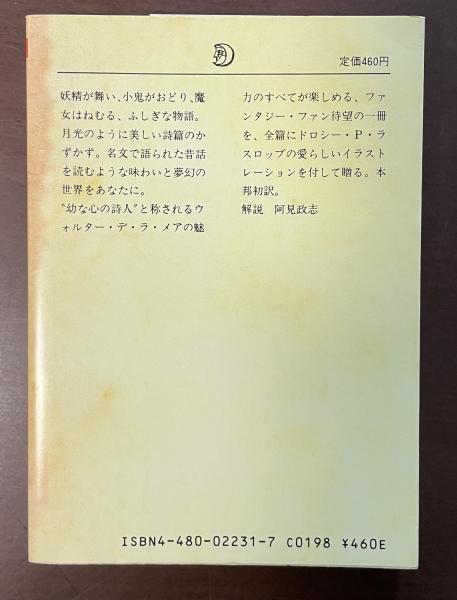 定価460円
妖精が舞い、小鬼がおどり、魔
女はねむる、ふしぎな物語。
月光のように美しい詩篇のか
ずかず。名文で語られた昔話
を読むような味わいと夢幻の
世界をあなたに。
“幼な心の詩人”と称されるウ
ォルター・デ・ラ・メアの魅
力のすべてが楽しめる、ファ
ンタジー・ファン待望の一冊
を、全篇にドロシー・P・ラ
スロップの愛らしいイラスト
レーションを付して贈る。本
邦初訳。
解説　阿見政志
ISBN4-480-02231-7 C0198 ¥460E